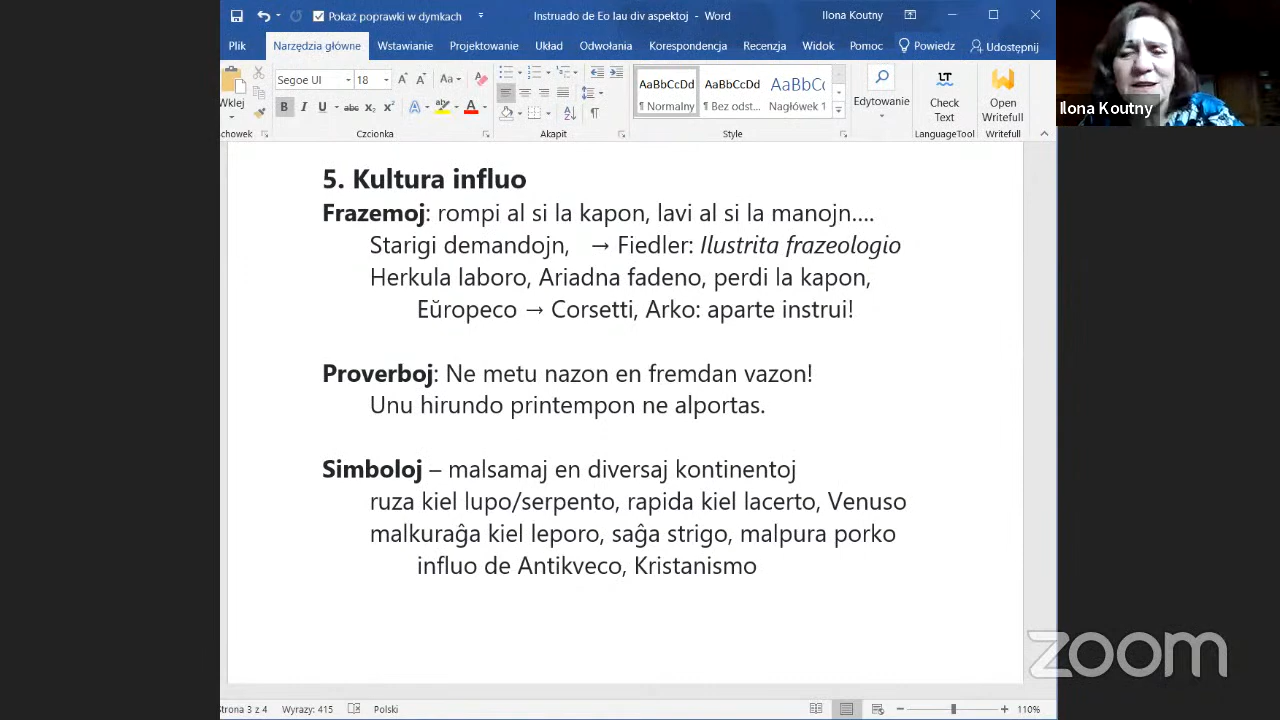 Pokaż poprawki w dymkach
Instruado de Eo lau div aspektoj - Word
Ilona Koutny
Plik Narzędzia główne Wstawianie Projektowanie Układ Odwołania Korespondencja Recenzja Widok Pomoc Powiedz Udostępnij
Segoe UI 18
AaBbCcDd AaBbCcDd AaBbCc
¶ Normalny ¶ Bez odst... Nagłówek 1
Edytowanie
Check Text
Open Writefull
Wklej
chowek Czcionka Akapit Style LanguageTool Writefull
Ilona Koutny
5. Kultura influo
Frazemoj: rompi al si la kapon, lavi al si la manojn....
Starigi demandojn, → Fiedler: Ilustrita frazeologio
Herkula laboro, Ariadna fadeno, perdi la kapon,
Eŭropeco → Corsetti, Arko: aparte instrui!
Proverboj: Ne metu nazon en fremdan vazon!
Unu hirundo printempon ne alportas.
Simboloj – malsamaj en diversaj kontinentoj
ruza kiel lupo/serpento, rapida kiel lacerto, Venuso
malkuraĝa kiel leporo, saĝa strigo, malpura porko
influo de Antikveco, Kristanismo
zoom
Strona 3 z 4 Wyrazy: 415 Polski 110%